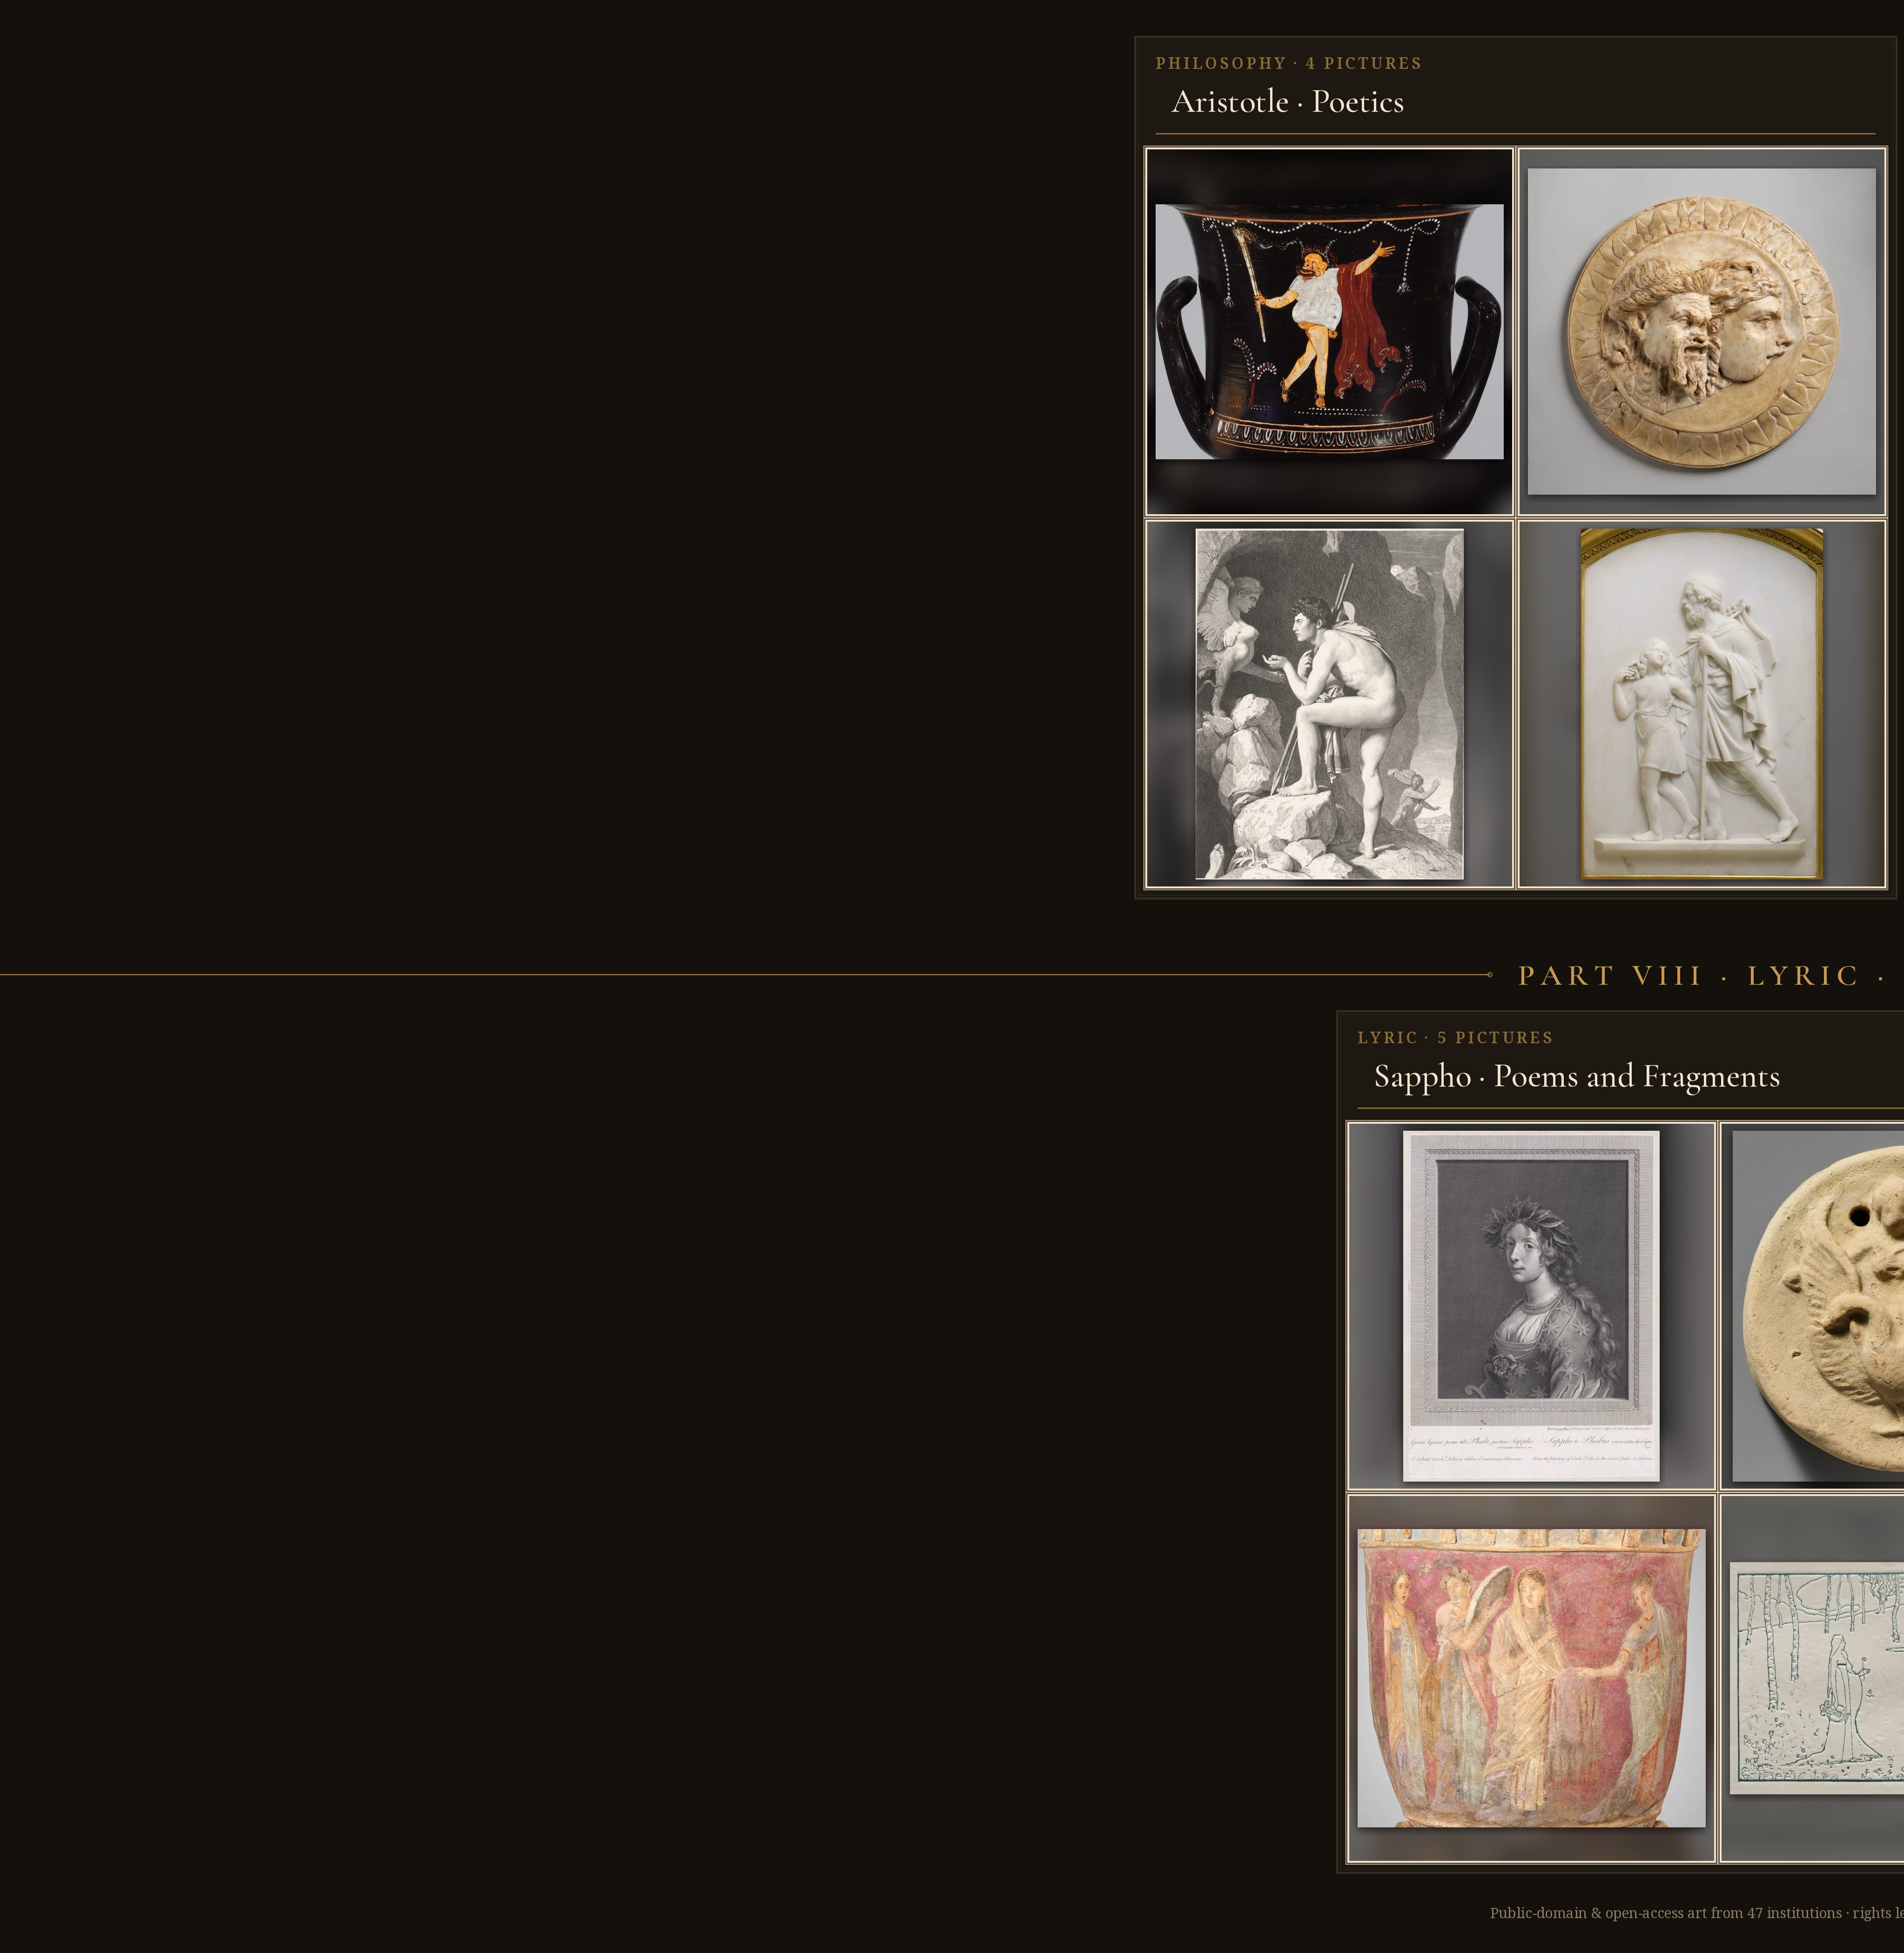 PHILOSOPHY · 4 PICTURES
Aristotle · Poetics
PART VIII · LYRIC ·
LYRIC · 5 PICTURES
Sappho · Poems and Fragments
Public-domain & open-access art from 47 institutions · rights le